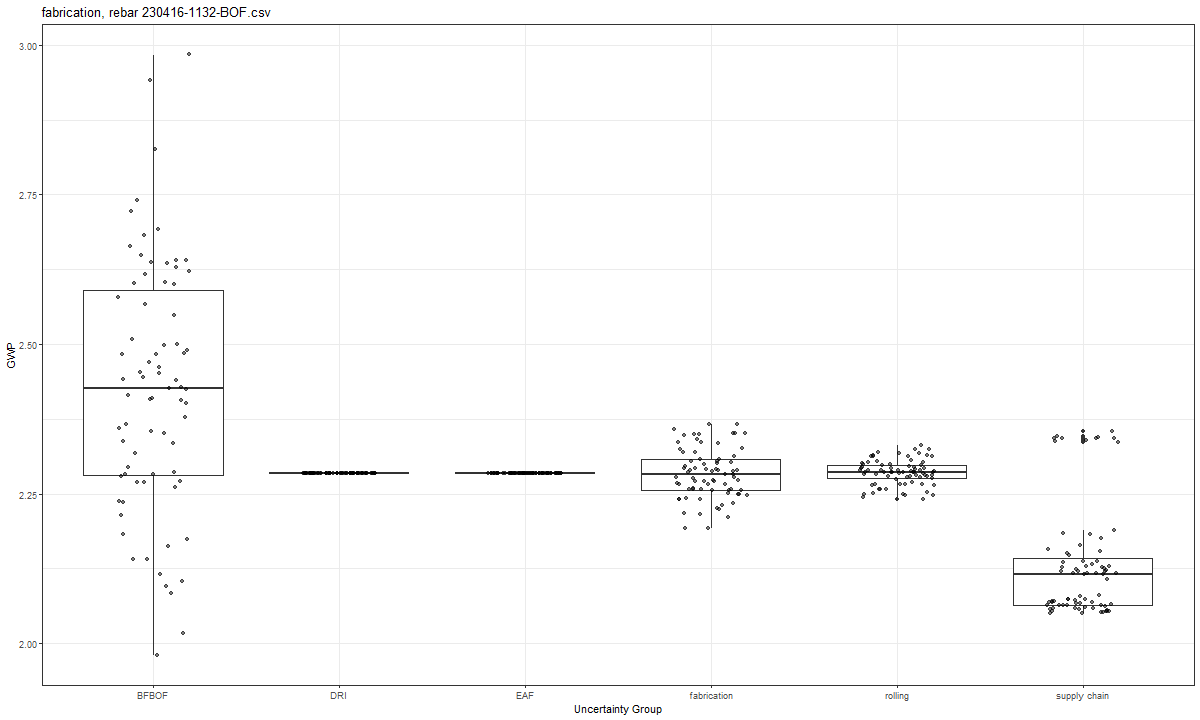 fabrication, rebar 230416-1132-BOF.csv
3.00
2.75
2.50
2.25
2.00
GWP
BFBOF DRI EAF fabrication rolling supply chain
Uncertainty Group